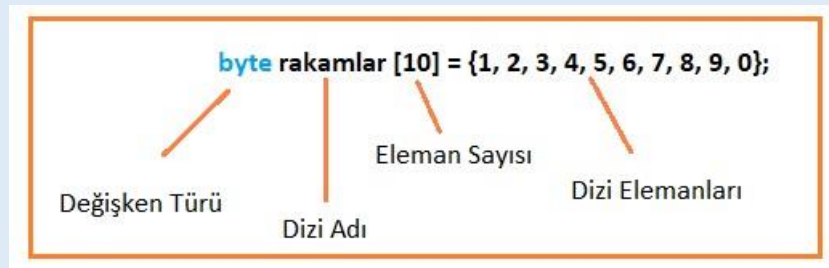 byte rakamlar [10] = {1, 2, 3, 4, 5, 6, 7, 8, 9, 0};
Eleman Sayısı
Değişken Türü
Dizi Adı
Dizi Elemanları